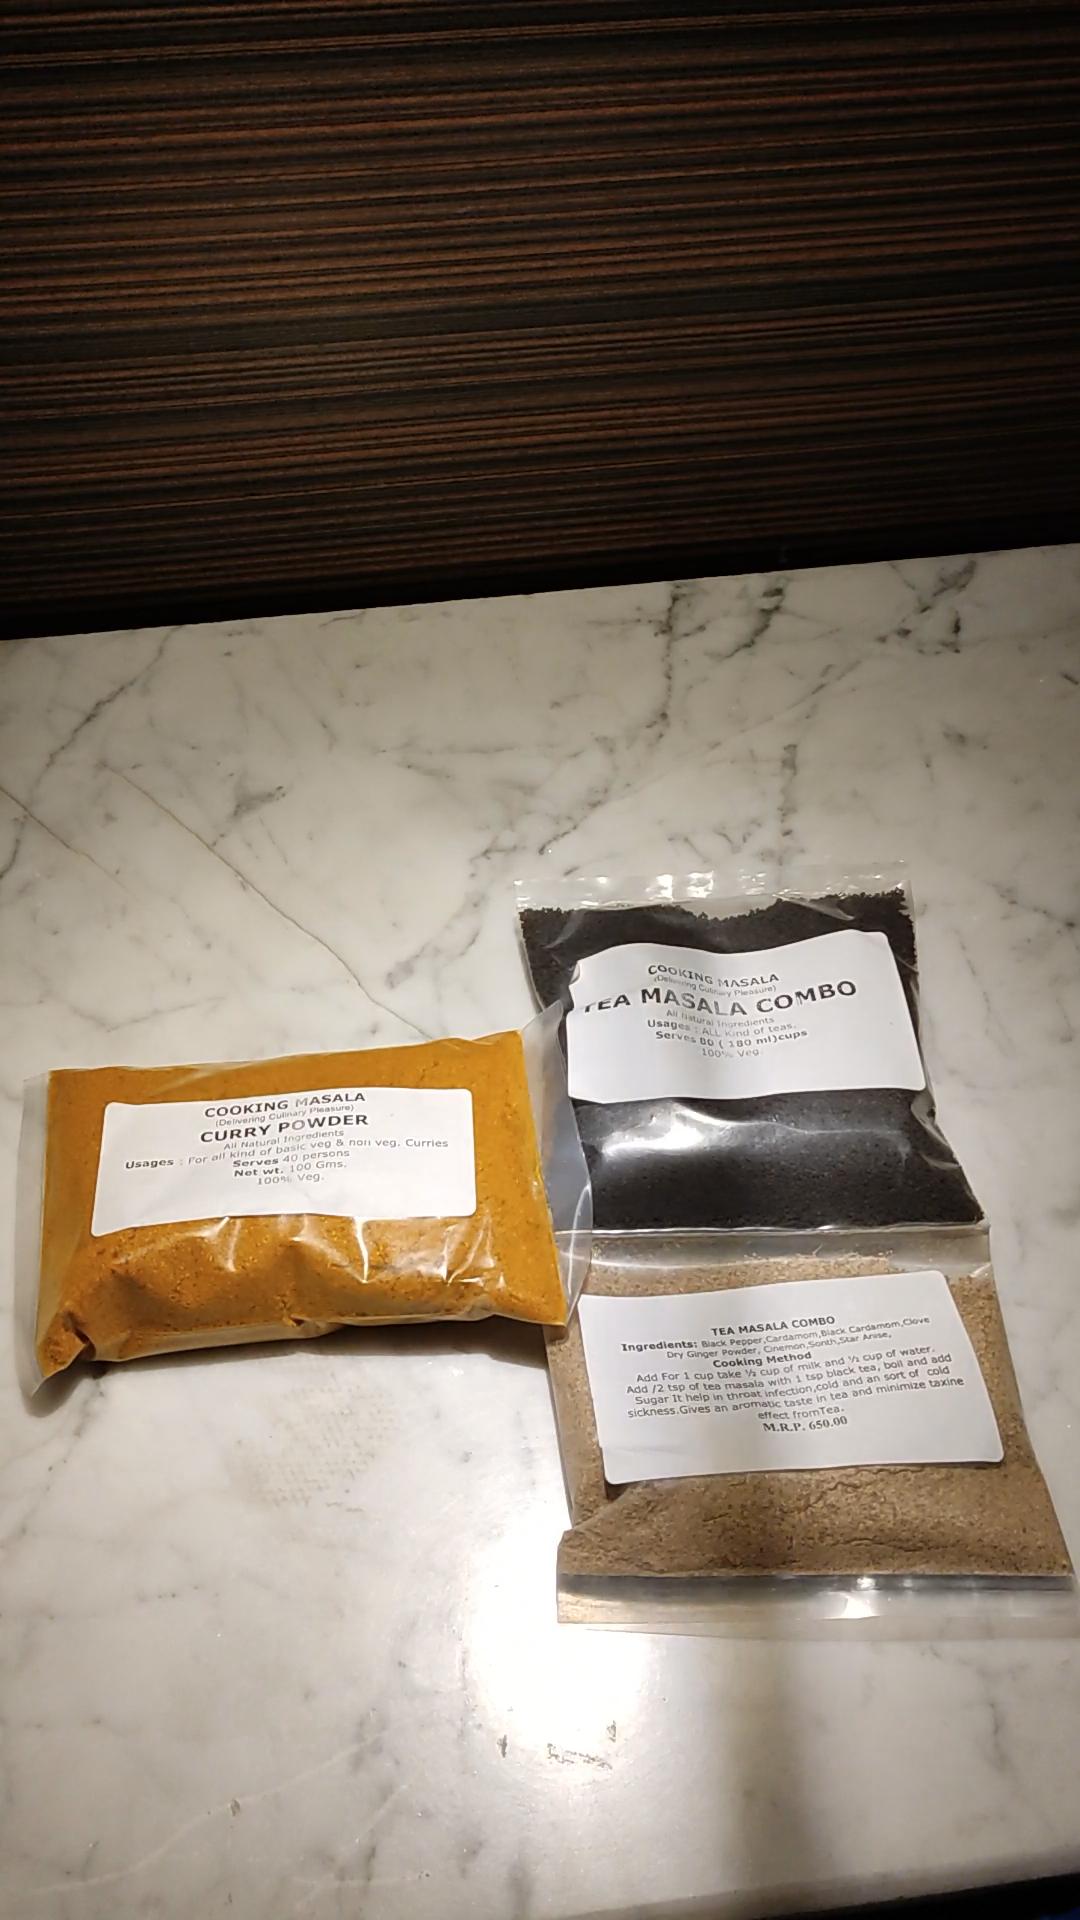 COOKING MASALA
(Delivering Culinary Pleasure)
CURRY POWDER
All Natural Ingredients
Usages : For all kind of basic veg & non veg. Curries
Serves 40 persons
Net wt. 100 Gms.
100% Veg.
COOKING MASALA
(Delivering Culinary Pleasure)
TEA MASALA COMBO
All Natural Ingredients
Usages : ALL Kind of teas.
Serves 80 ( 180 ml)cups
100% Veg.
TEA MASALA COMBO
Ingredients: Black Pepper,Cardamom,Black Cardamom,Clove
Dry Ginger Powder, Cinemon,Sonth,Star Anise,
Cooking Method
Add For 1 cup take ½ cup of milk and ½ cup of water.
Add /2 tsp of tea masala with 1 tsp black tea, boil and add
Sugar It help in throat infection,cold and an sort of cold
sickness.Gives an aromatic taste in tea and minimize taxine
effect fromTea.
M.R.P. 650.00